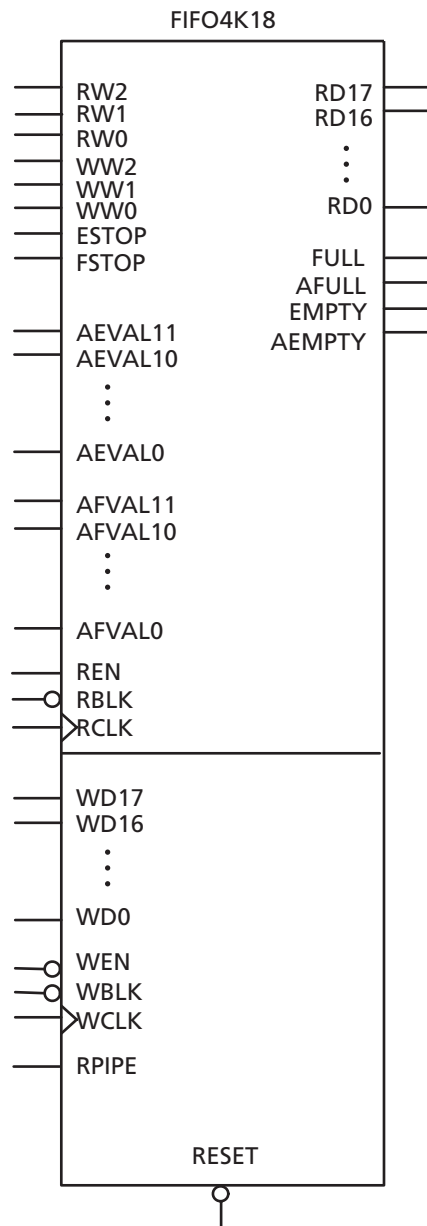 FIFO4K18
RW2
RW1
RW0
WW2
WW1
WW0
ESTOP
FSTOP
AEVAL11
AEVAL10
AEVAL0
AFVAL11
AFVAL10
AFVAL0
REN
RBLK
RCLK
WD17
WD16
WD0
WEN
WBLK
WCLK
RPIPE
RD17
RD16
RD0
FULL
AFULL
EMPTY
AEMPTY
RESET